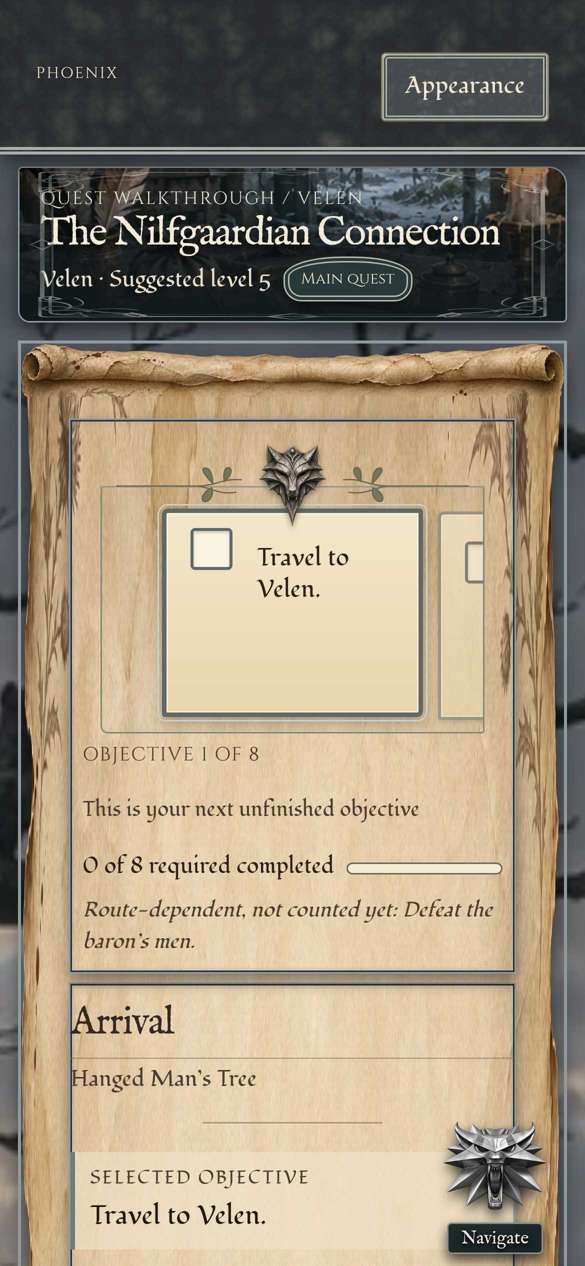 PHOENIX
Appearance
QUEST WALKTHROUGH / VELEN
The Nilfgaardian Connection
Velen · Suggested level 5
MAIN QUEST
Travel to
Velen.
OBJECTIVE 1 OF 8
This is your next unfinished objective
0 of 8 required completed
Route-dependent, not counted yet: Defeat the
baron's men.
Arrival
Hanged Man's Tree
SELECTED OBJECTIVE
Travel to Velen.
Navigate